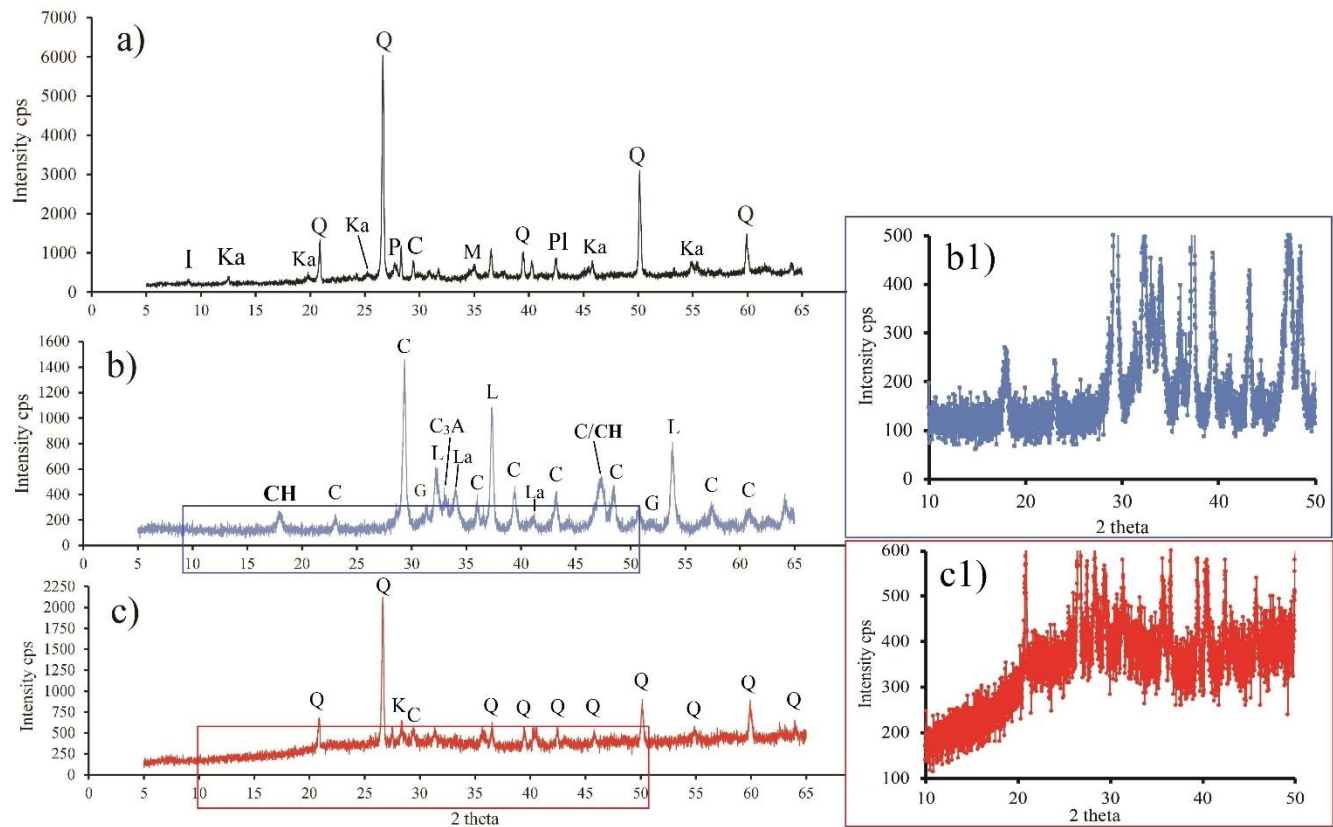 a)
Intensity cps
7000
6000
5000
4000
3000
2000
1000
0
Q
I
Ka
Ka
Q
Ka
P
C
M
Q
Pl
Ka
Q
Ka
Q
0 5 10 15 20 25 30 35 40 45 50 55 60 65
b)
Intensity cps
1600
1400
1200
1000
800
600
400
200
0
CH
C
C
G
L
C₃A
La
C
L
C
La
C
C/CH
C
G
L
C
C
0 5 10 15 20 25 30 35 40 45 50 55 60 65
c)
Intensity cps
2250
2000
1750
1500
1250
1000
750
500
250
0
Q
Q
K
C
Q
Q
Q
Q
Q
Q
Q
Q
0 5 10 15 20 25 30 35 40 45 50 55 60 65
2 theta
b1)
Intensity cps
500
400
300
200
100
0
10 20 30 40 50
2 theta
c1)
Intensity cps
600
500
400
300
200
100
10 20 30 40 50
2 theta